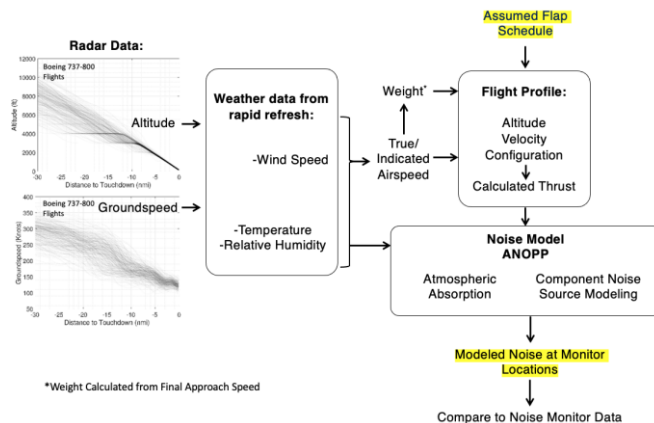 Assumed Flap
Schedule
Radar Data:
Boeing 737-800
Flights
12000
10000
8000
6000
4000
2000
0
Altitude (ft)
-30 -25 -20 -15 -10 -5 0
Distance to Touchdown (nmi)
Altitude
Boeing 737-800
Flights
400
350
300
250
200
150
100
50
Groundspeed (Knots)
-30 -25 -20 -15 -10 -5 0
Distance to Touchdown (nmi)
Groundspeed
Weather data from
rapid refresh:
-Wind Speed
-Temperature
-Relative Humidity
Weight*
True/
Indicated
Airspeed
Flight Profile:
Altitude
Velocity
Configuration
Calculated Thrust
Noise Model
ANOPP
Atmospheric
Absorption
Component Noise
Source Modeling
Modeled Noise at Monitor
Locations
*Weight Calculated from Final Approach Speed
Compare to Noise Monitor Data